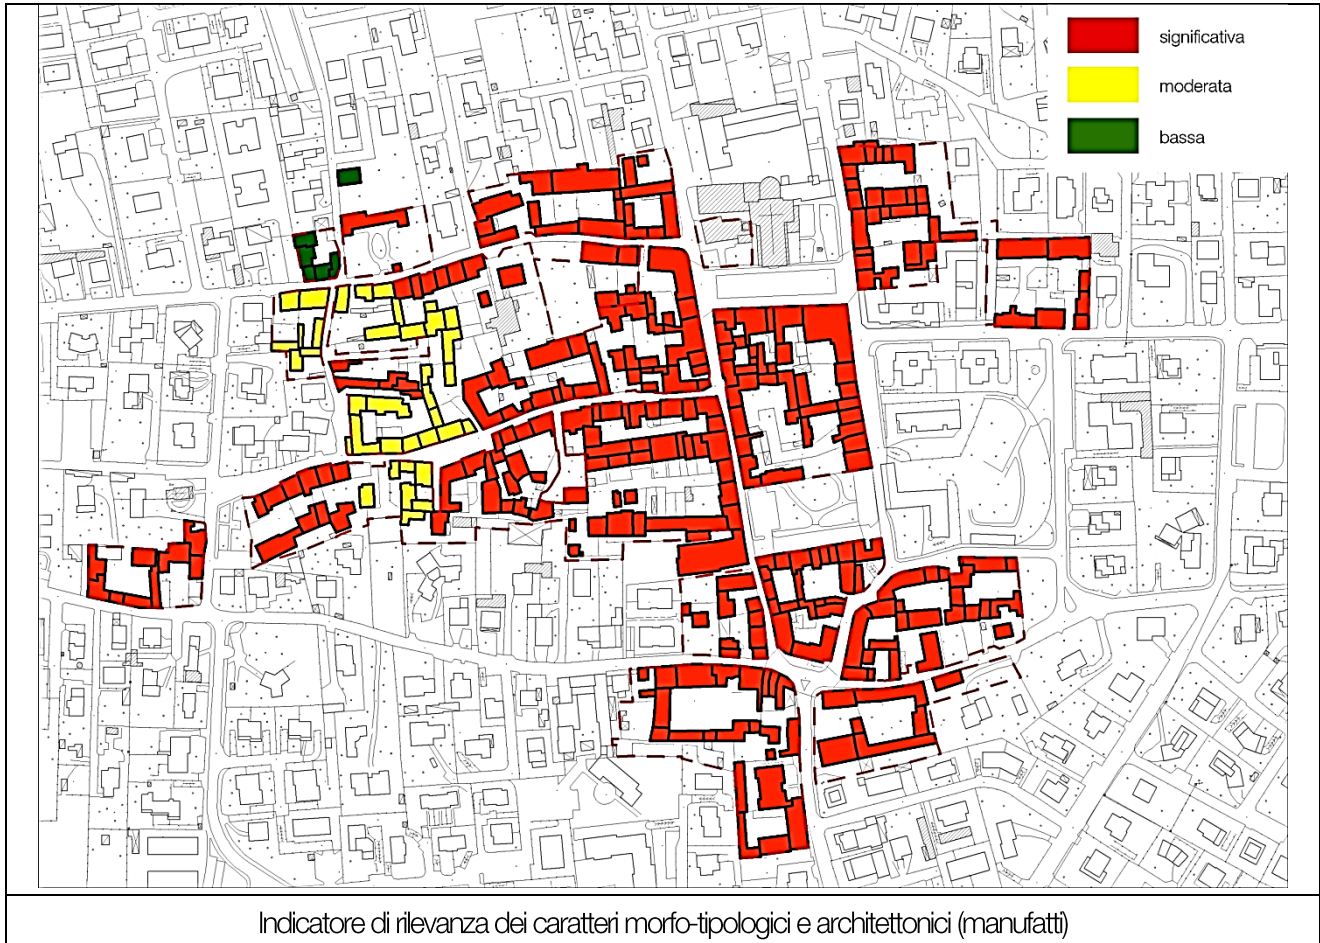 significativa
moderata
bassa
Indicatore di rilevanza dei caratteri morfo-tipologici e architettonici (manufatti)